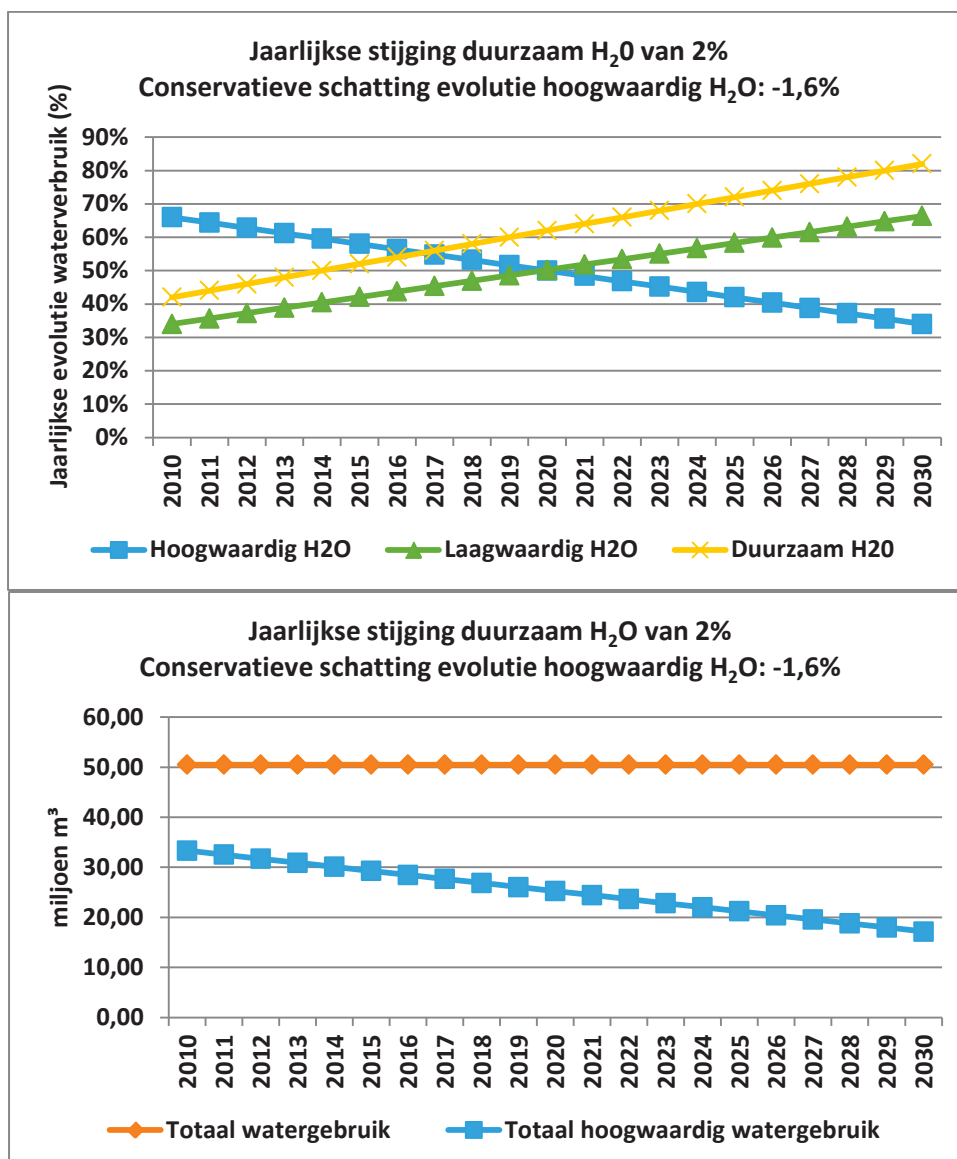 Jaarlijkse stijging duurzaam H₂0 van 2%
Conservatieve schatting evolutie hoogwaardig H₂O: -1,6%
Jaarlijkse evolutie waterverbruik (%)
90%
80%
70%
60%
50%
40%
30%
20%
10%
0%
2010 2011 2012 2013 2014 2015 2016 2017 2018 2019 2020 2021 2022 2023 2024 2025 2026 2027 2028 2029 2030
Hoogwaardig H2O Laagwaardig H2O Duurzaam H20
Jaarlijkse stijging duurzaam H₂O van 2%
Conservatieve schatting evolutie hoogwaardig H₂O: -1,6%
miljoen m³
60,00
50,00
40,00
30,00
20,00
10,00
0,00
2010 2011 2012 2013 2014 2015 2016 2017 2018 2019 2020 2021 2022 2023 2024 2025 2026 2027 2028 2029 2030
Totaal watergebruik Totaal hoogwaardig watergebruik